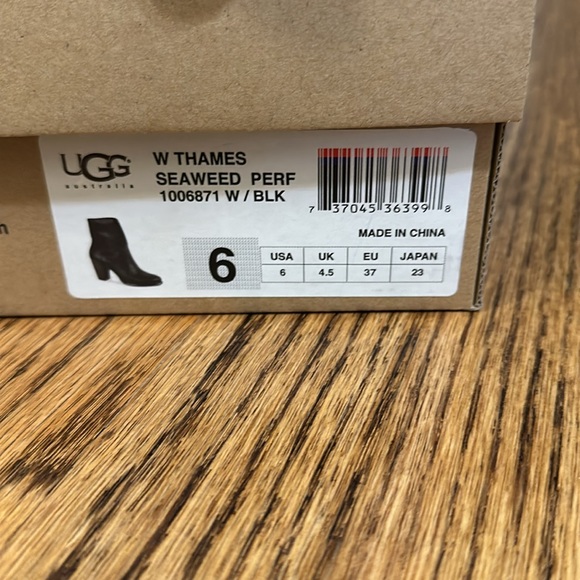 UGG
australia
W THAMES
SEAWEED PERF
1006871 W / BLK
7 37045 36399 8
MADE IN CHINA
6
USA UK EU JAPAN
6 4.5 37 23